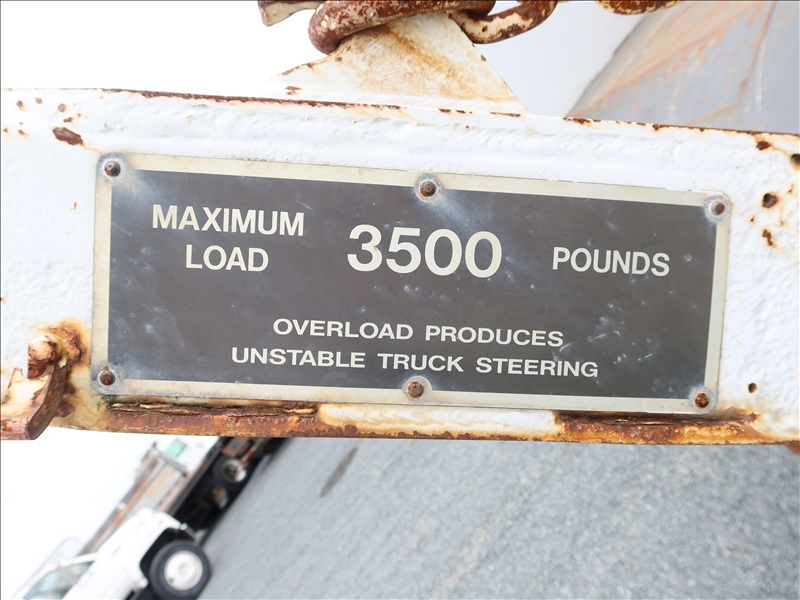 MAXIMUM
LOAD
3500
POUNDS
OVERLOAD PRODUCES
UNSTABLE TRUCK STEERING